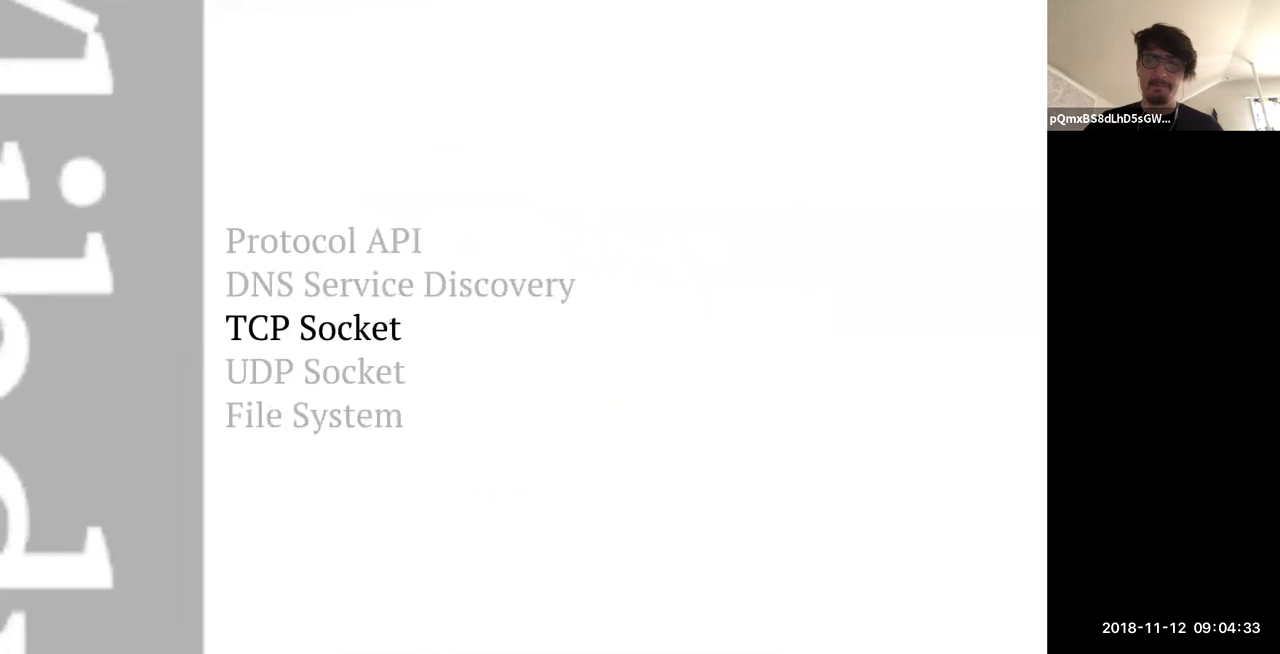 Protocol API
DNS Service Discovery
TCP Socket
UDP Socket
File System
pQmxBS8dLhD5sGW...
2018-11-12 09:04:33